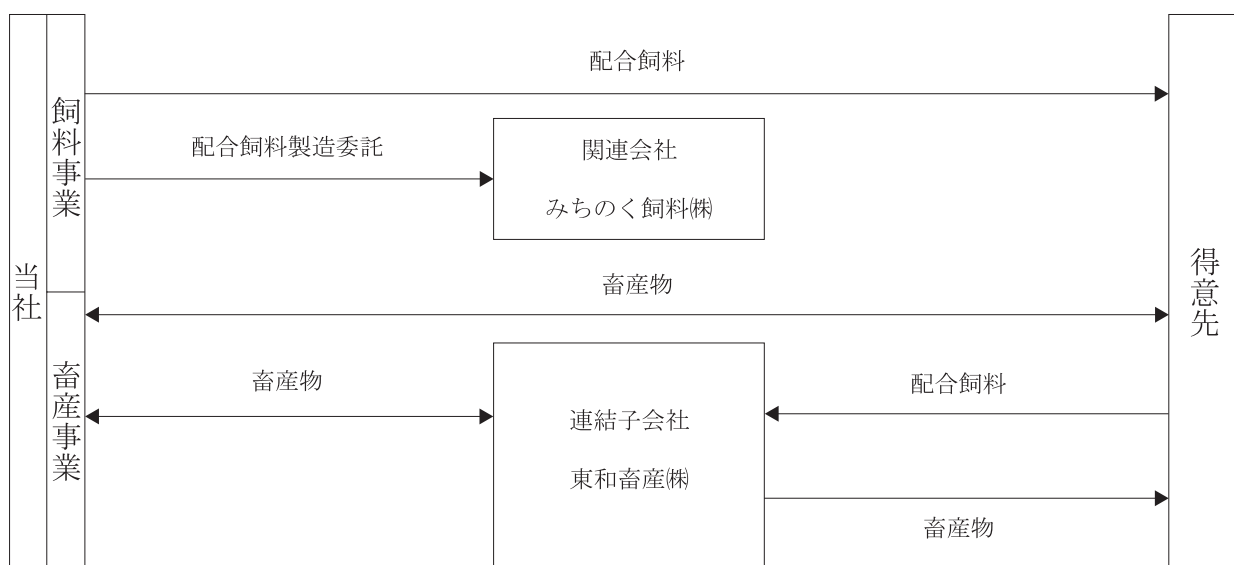 当社
飼料事業
畜産事業
配合飼料
配合飼料製造委託
関連会社
みちのく飼料㈱
畜産物
畜産物
連結子会社
東和畜産㈱
配合飼料
畜産物
得意先